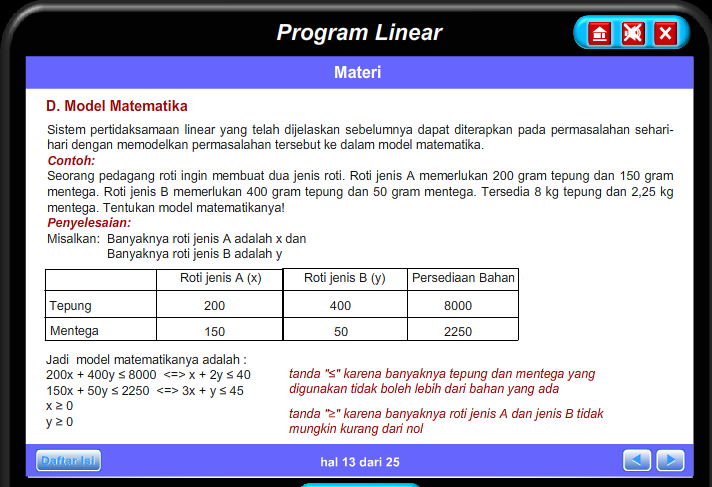 Program Linear
Materi
D. Model Matematika
Sistem pertidaksamaan linear yang telah dijelaskan sebelumnya dapat diterapkan pada permasalahan sehari-
hari dengan memodelkan permasalahan tersebut ke dalam model matematika.
Contoh:
Seorang pedagang roti ingin membuat dua jenis roti. Roti jenis A memerlukan 200 gram tepung dan 150 gram
mentega. Roti jenis B memerlukan 400 gram tepung dan 50 gram mentega. Tersedia 8 kg tepung dan 2,25 kg
mentega. Tentukan model matematikanya!
Penyelesaian:
Misalkan: Banyaknya roti jenis A adalah x dan
Banyaknya roti jenis B adalah y
Roti jenis A (x) Roti jenis B (y) Persediaan Bahan
Tepung 200 400 8000
Mentega 150 50 2250
Jadi model matematikanya adalah :
200x + 400y ≤ 8000 <=> x + 2y ≤ 40
150x + 50y ≤ 2250 <=> 3x + y ≤ 45
x ≥ 0
y ≥ 0
tanda "≤" karena banyaknya tepung dan mentega yang
digunakan tidak boleh lebih dari bahan yang ada
tanda "≥" karena banyaknya roti jenis A dan jenis B tidak
mungkin kurang dari nol
Daftar Isi
hal 13 dari 25